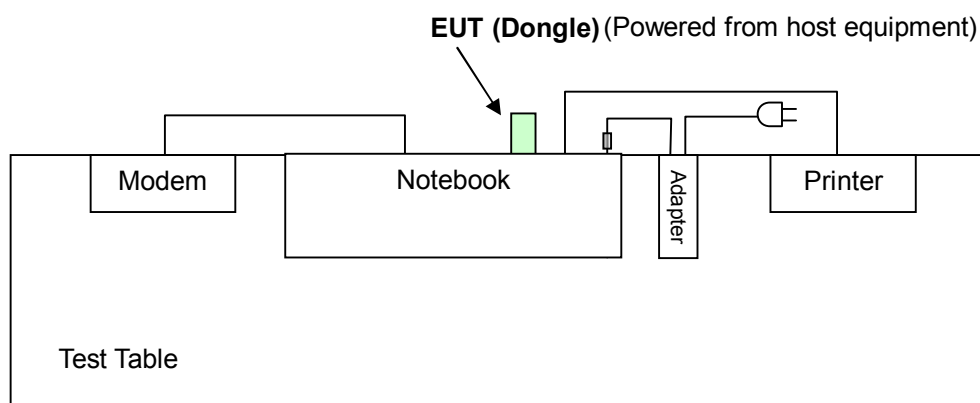 EUT (Dongle) (Powered from host equipment)
Modem
Notebook
Adapter
Printer
Test Table